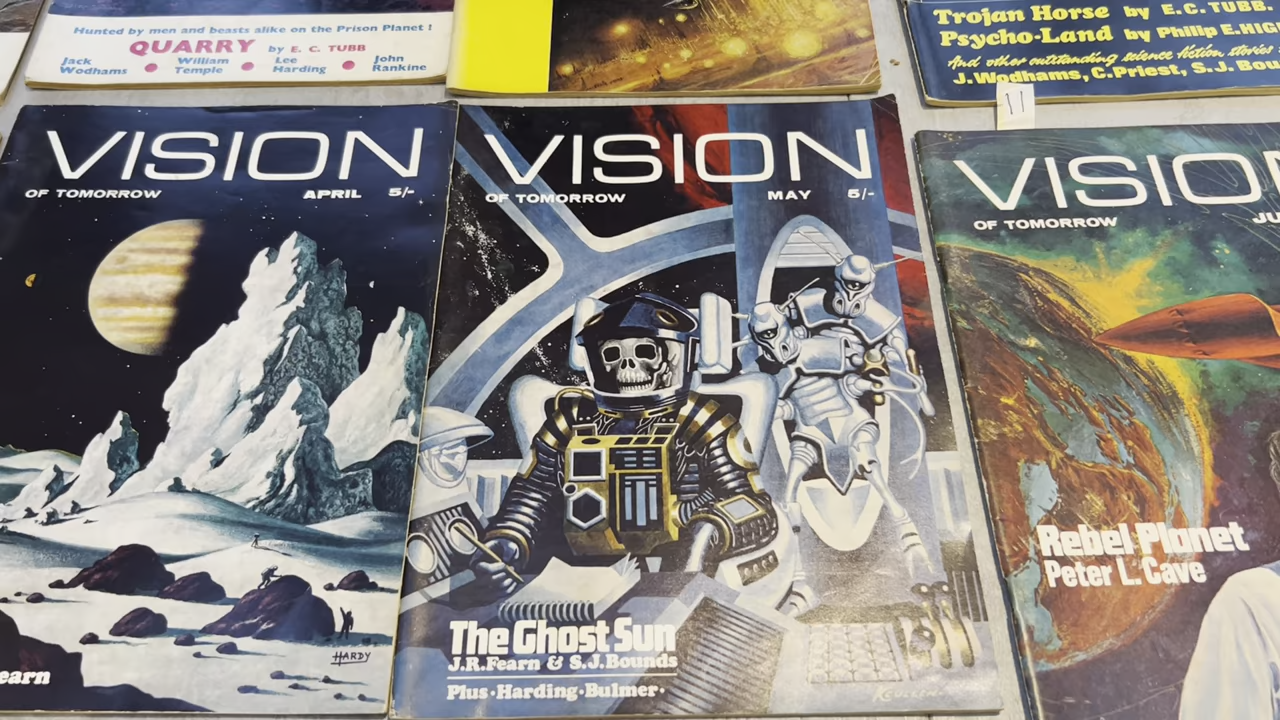 Hunted by men and beasts alike on the Prison Planet !
QUARRY by E. C. TUBB
Jack Wodhams • William Temple • Lee Harding • John Rankine
Trojan Horse by E.C. TUBB.
Psycho-Land by Philip E. HIG
And other outstanding science fiction stories
J. Wodhams, C. Priest, S. J. Bou
11
VISION
OF TOMORROW APRIL 5/-
HARDY
earn
VISION
OF TOMORROW MAY 5/-
The Ghost Sun
J.R.Fearn & S.J.Bounds
Plus·Harding·Bulmer·
VISION
OF TOMORROW JU
Rebel Planet
Peter L. Cave